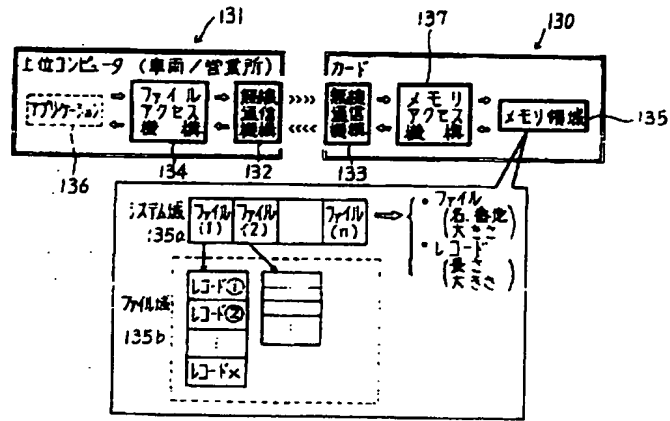 131
137
130
上位コンピュータ (車両/営業所)
カード
アプリケーション
ファイル
アクセス
機 構
無線
通信
機構
>>>>
<<<<
無線
通信
機構
メモリ
アクセス
機 構
メモリ領域
135
136
134
132
133
システム域
135a
ファイル
(1)
ファイル
(2)
ファイル
(n)
• ファイル
大きさ
• レコード
長さ
大きさ
ファイル域
135b
レコード①
レコード②
⋮
レコードx
⋮